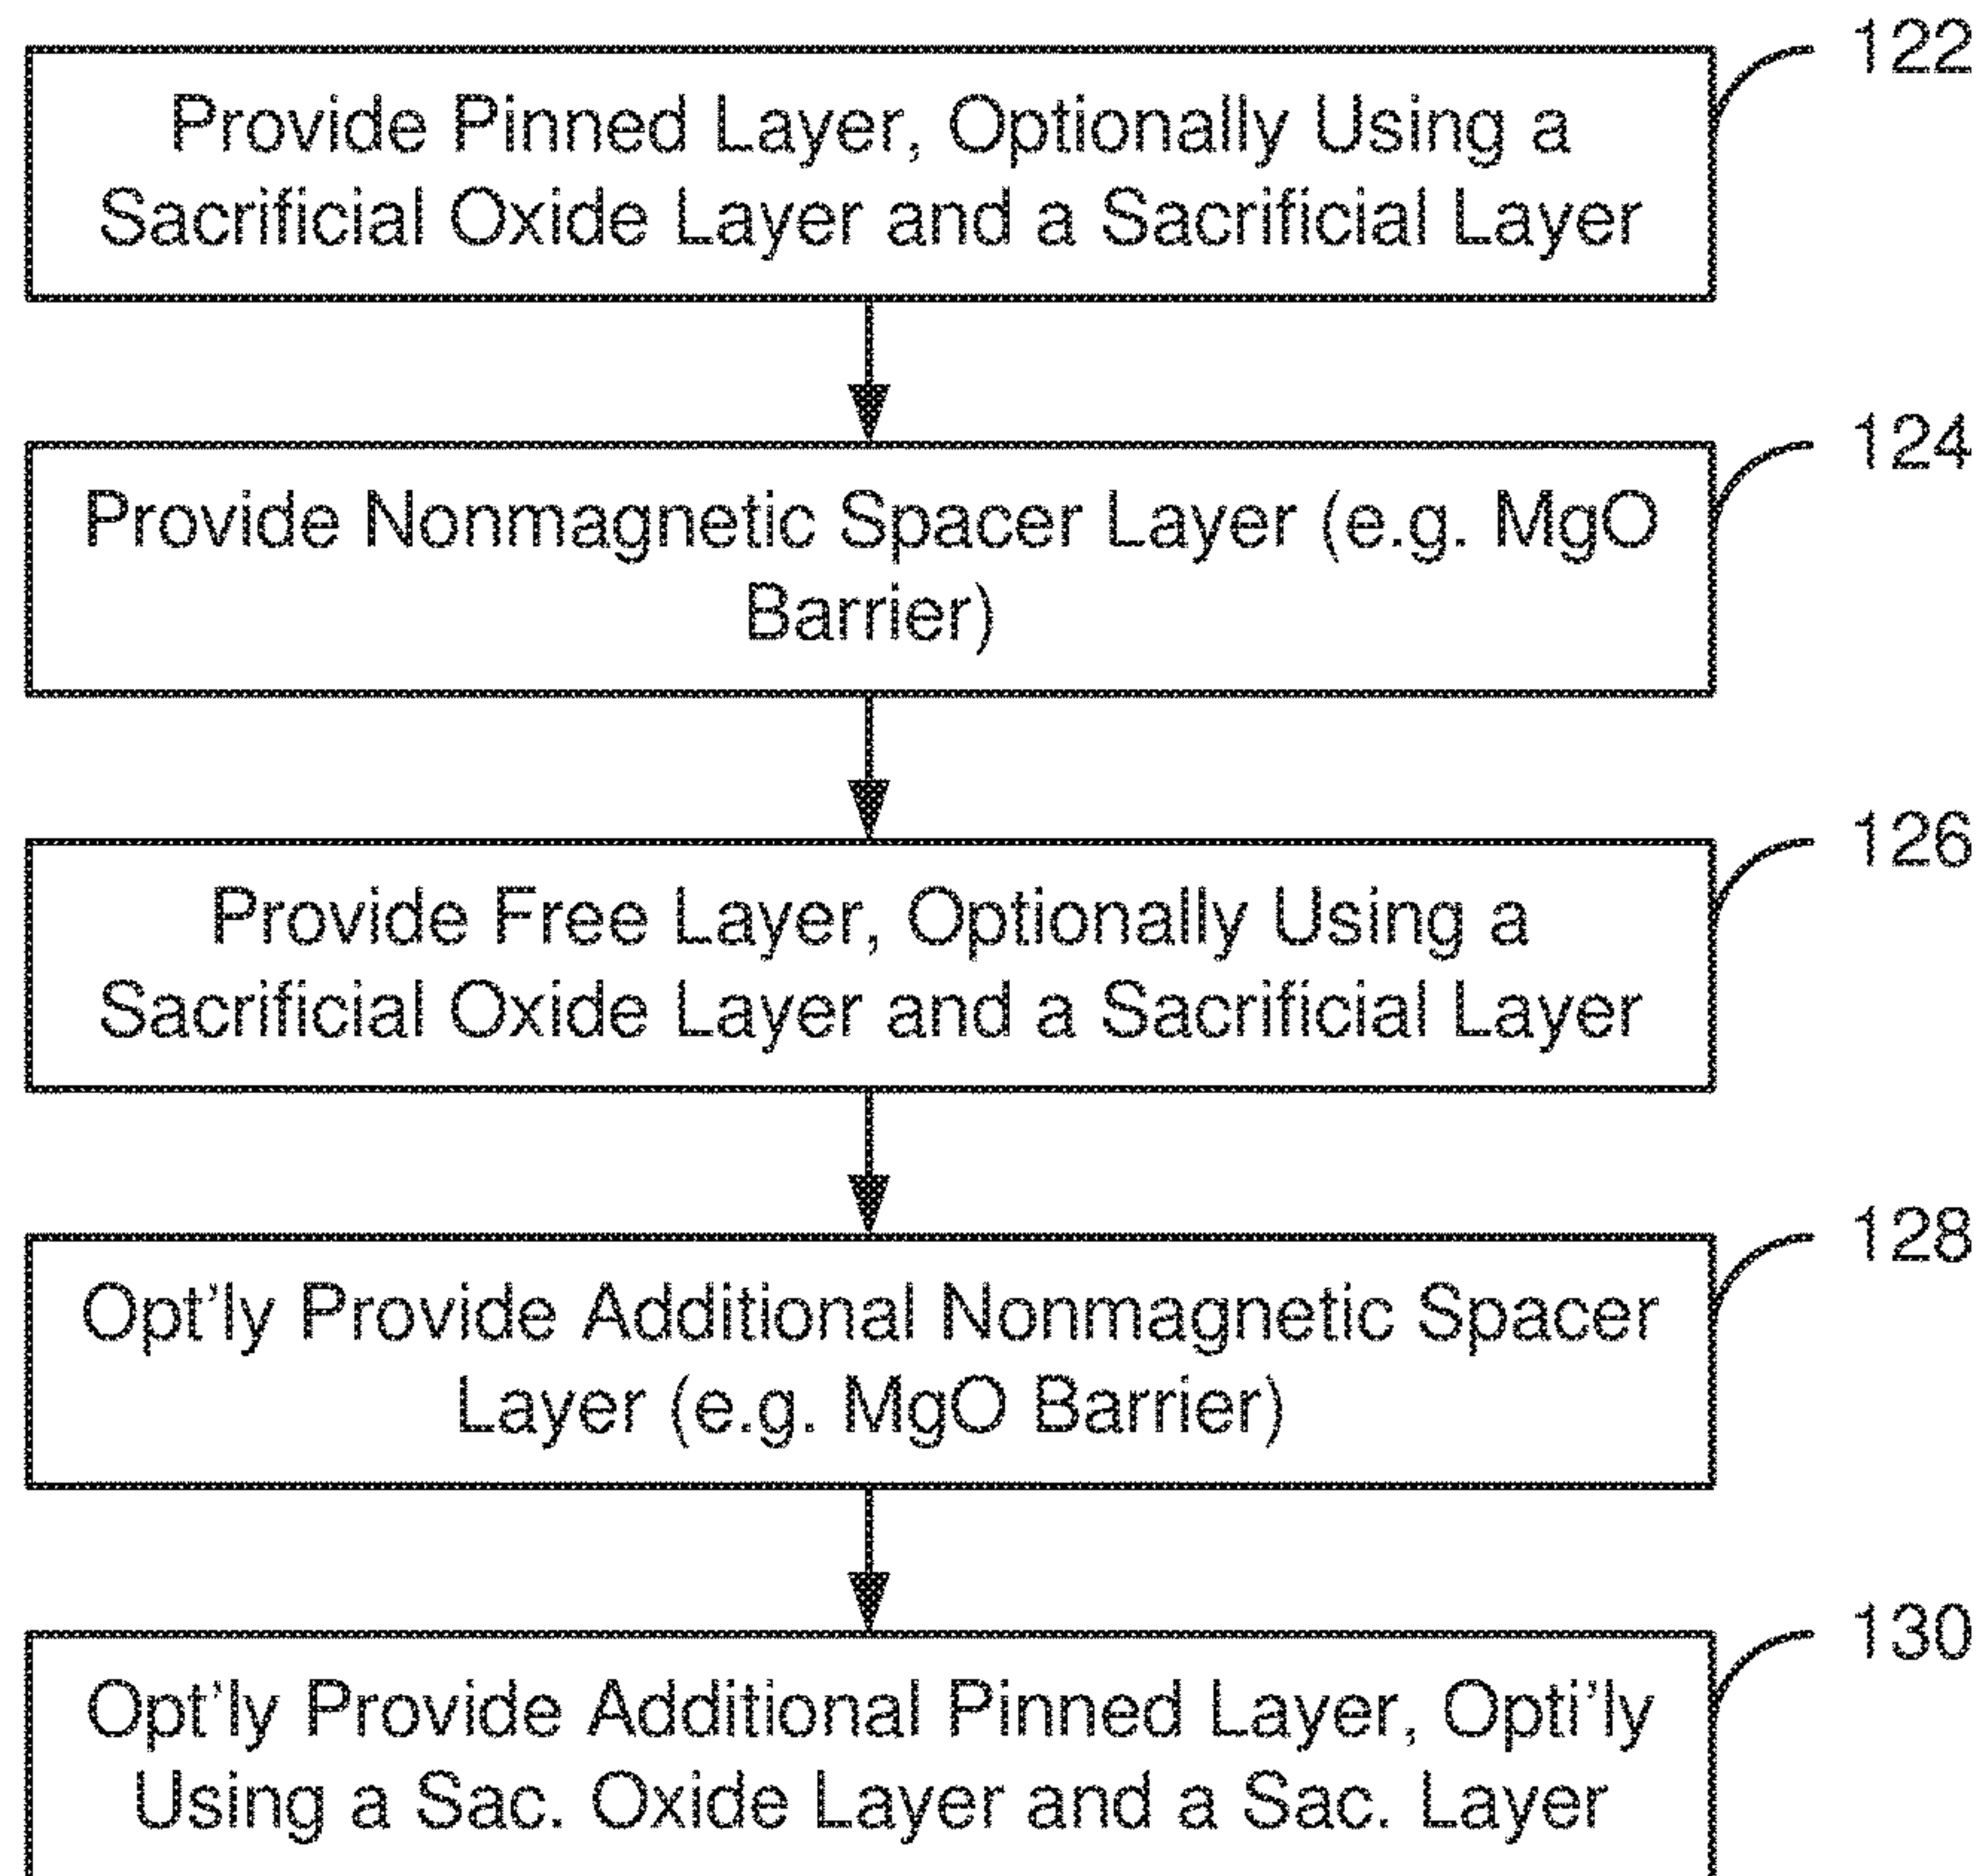 122
Provide Pinned Layer, Optionally Using a
Sacrificial Oxide Layer and a Sacrificial Layer
124
Provide Nonmagnetic Spacer Layer (e.g. MgO
Barrier)
126
Provide Free Layer, Optionally Using a
Sacrificial Oxide Layer and a Sacrificial Layer
128
Opt'ly Provide Additional Nonmagnetic Spacer
Layer (e.g. MgO Barrier)
130
Opt'ly Provide Additional Pinned Layer, Opti'ly
Using a Sac. Oxide Layer and a Sac. Layer